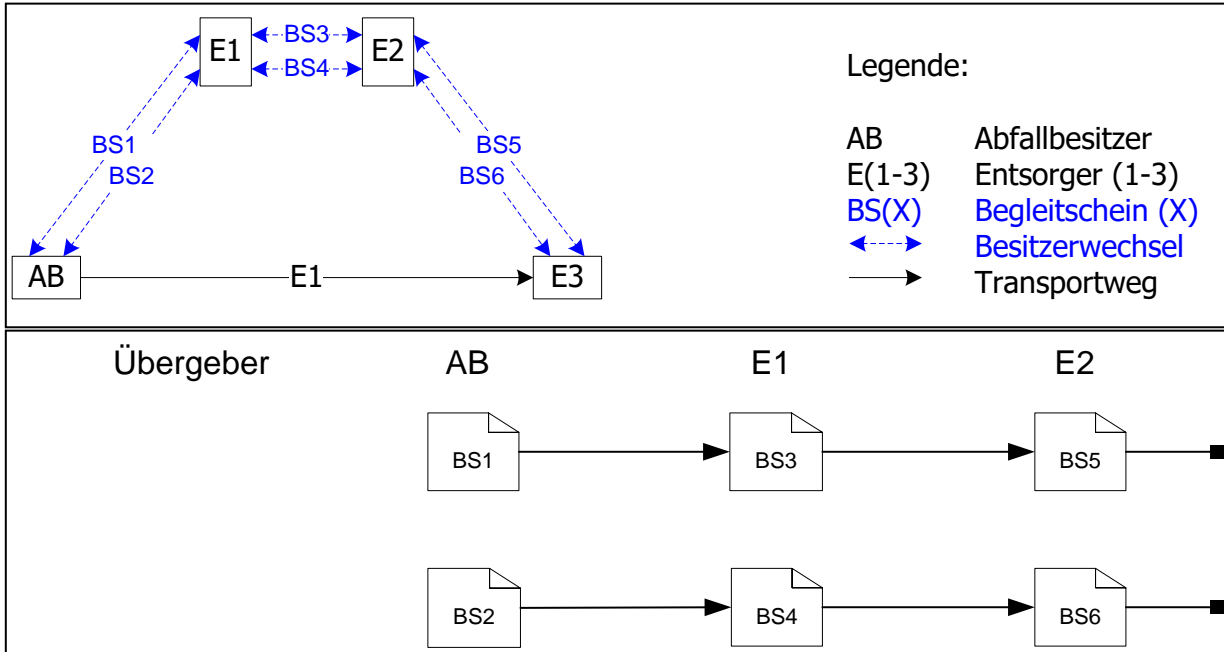 E1 BS3 E2
BS4
Legende:
BS1 BS5
BS2 BS6
AB Abfallbesitzer
E(1-3) Entsorger (1-3)
BS(X) Begleitschein (X)
Besitzerwechsel
Transportweg
AB E1 E3
Übergeber AB E1 E2
BS1 BS3 BS5
BS2 BS4 BS6